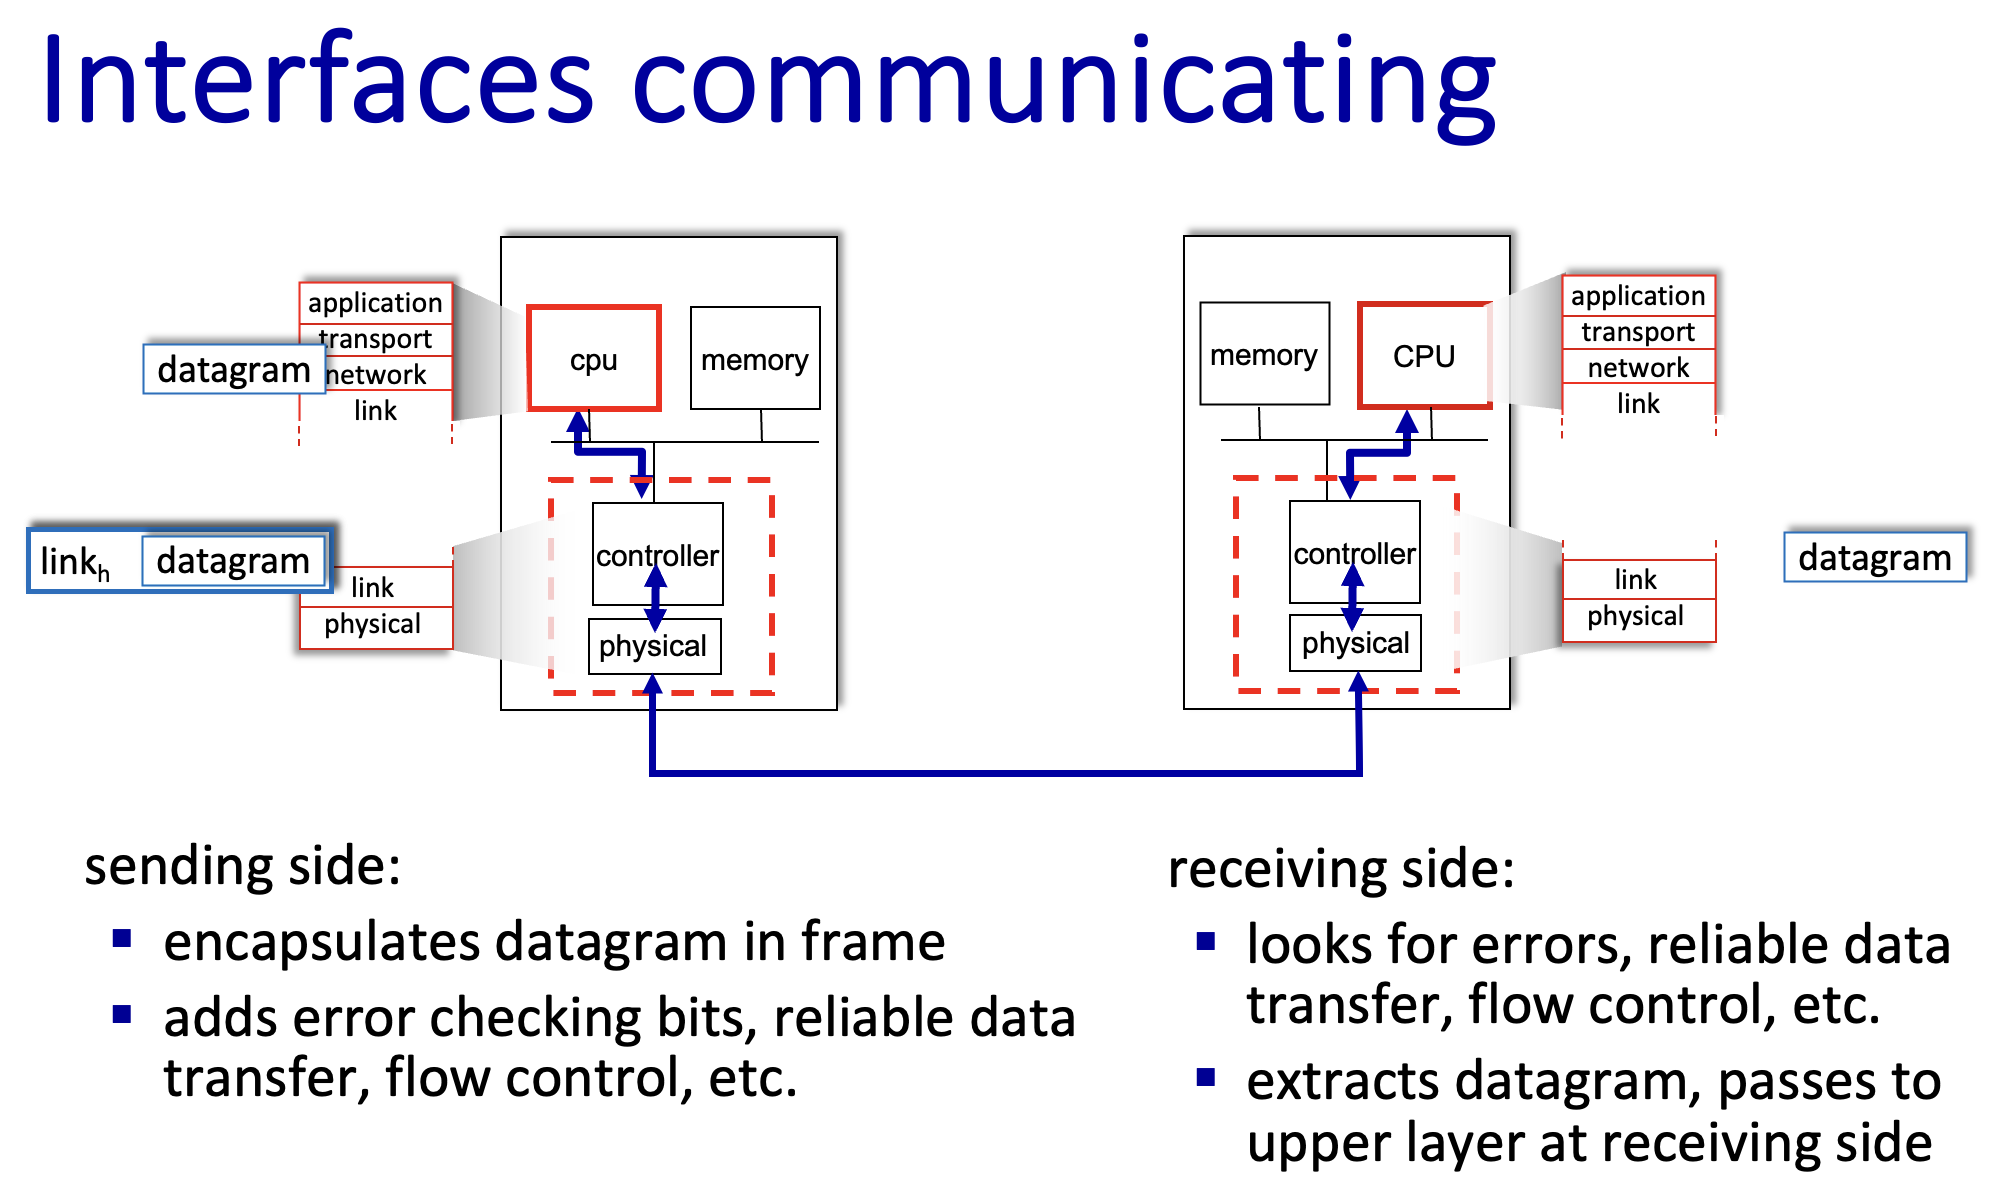 Interfaces communicating
application
transport
network
link
datagram
cpu
memory
link_h datagram
link
physical
controller
physical
memory
CPU
application
transport
network
link
controller
physical
link
physical
datagram
sending side:
▪ encapsulates datagram in frame
▪ adds error checking bits, reliable data
transfer, flow control, etc.
receiving side:
▪ looks for errors, reliable data
transfer, flow control, etc.
▪ extracts datagram, passes to
upper layer at receiving side